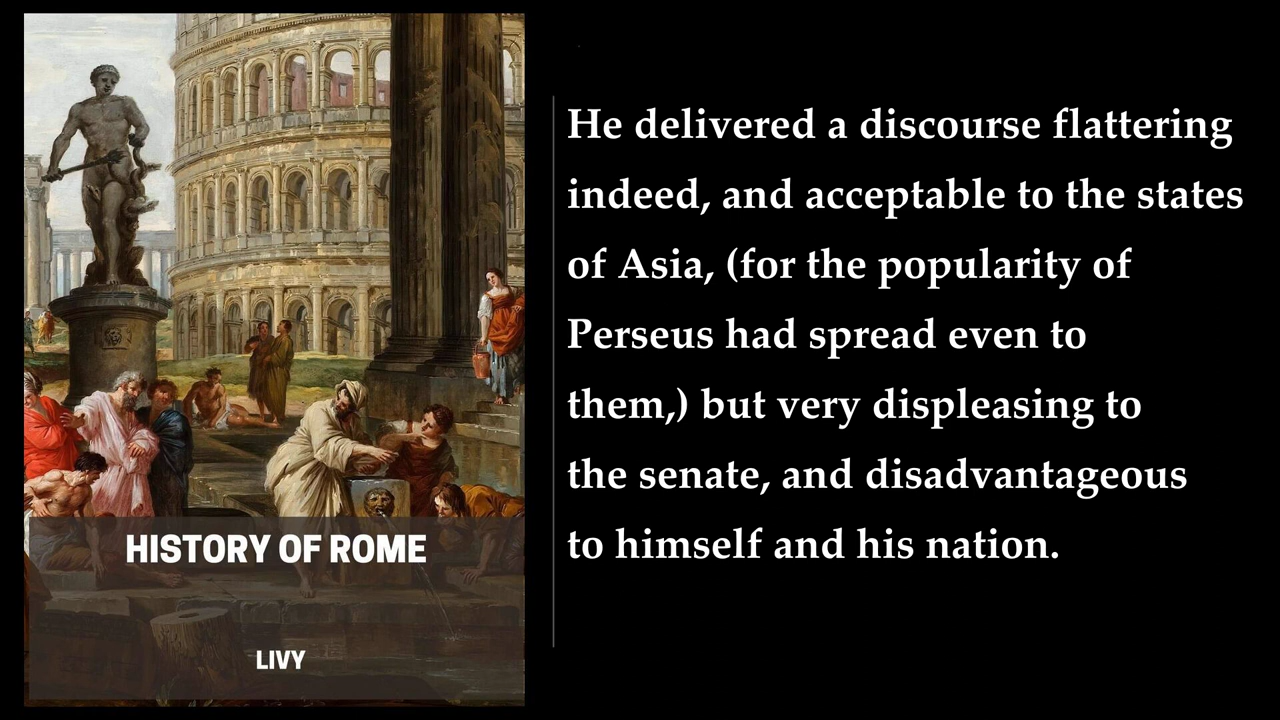 HISTORY OF ROME
LIVY
He delivered a discourse flattering
indeed, and acceptable to the states
of Asia, (for the popularity of
Perseus had spread even to
them,) but very displeasing to
the senate, and disadvantageous
to himself and his nation.